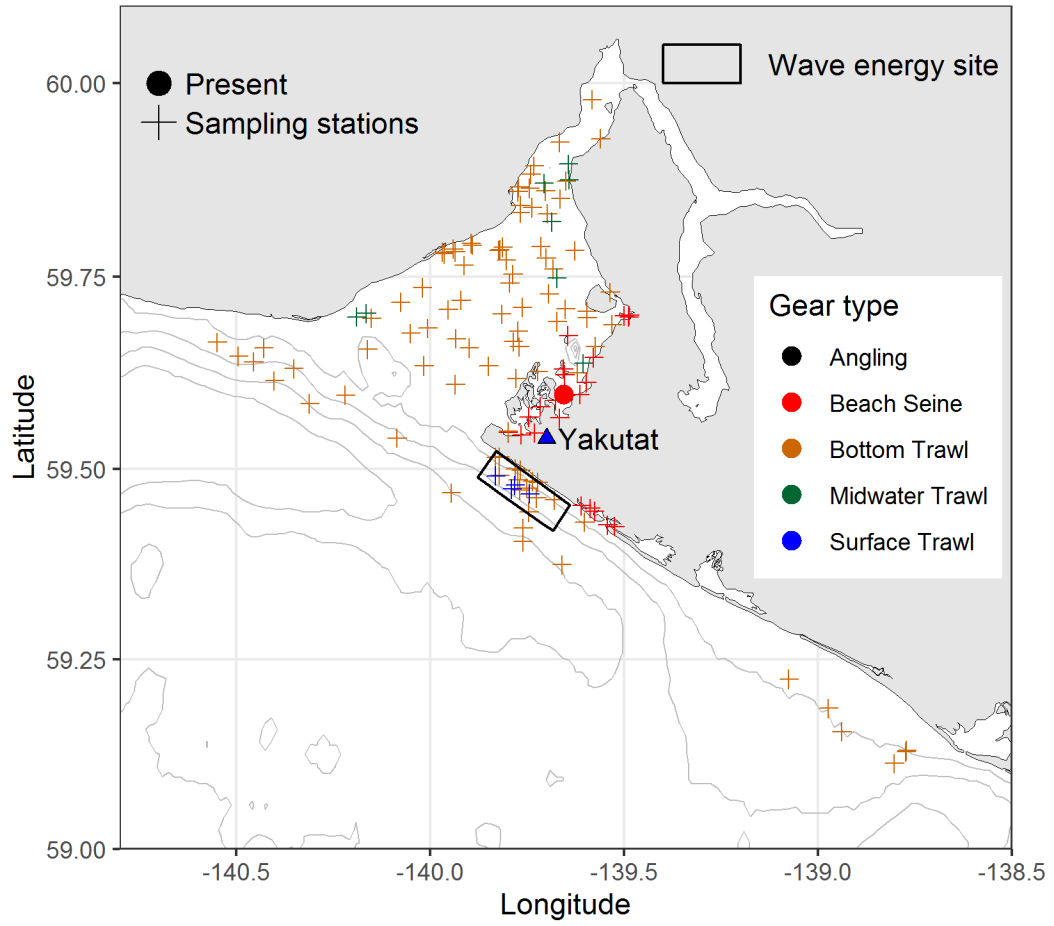 Present
Sampling stations
Wave energy site
60.00
59.75
59.50
59.25
59.00
Latitude
Yakutat
Gear type
Angling
Beach Seine
Bottom Trawl
Midwater Trawl
Surface Trawl
-140.5
-140.0
-139.5
-139.0
-138.5
Longitude